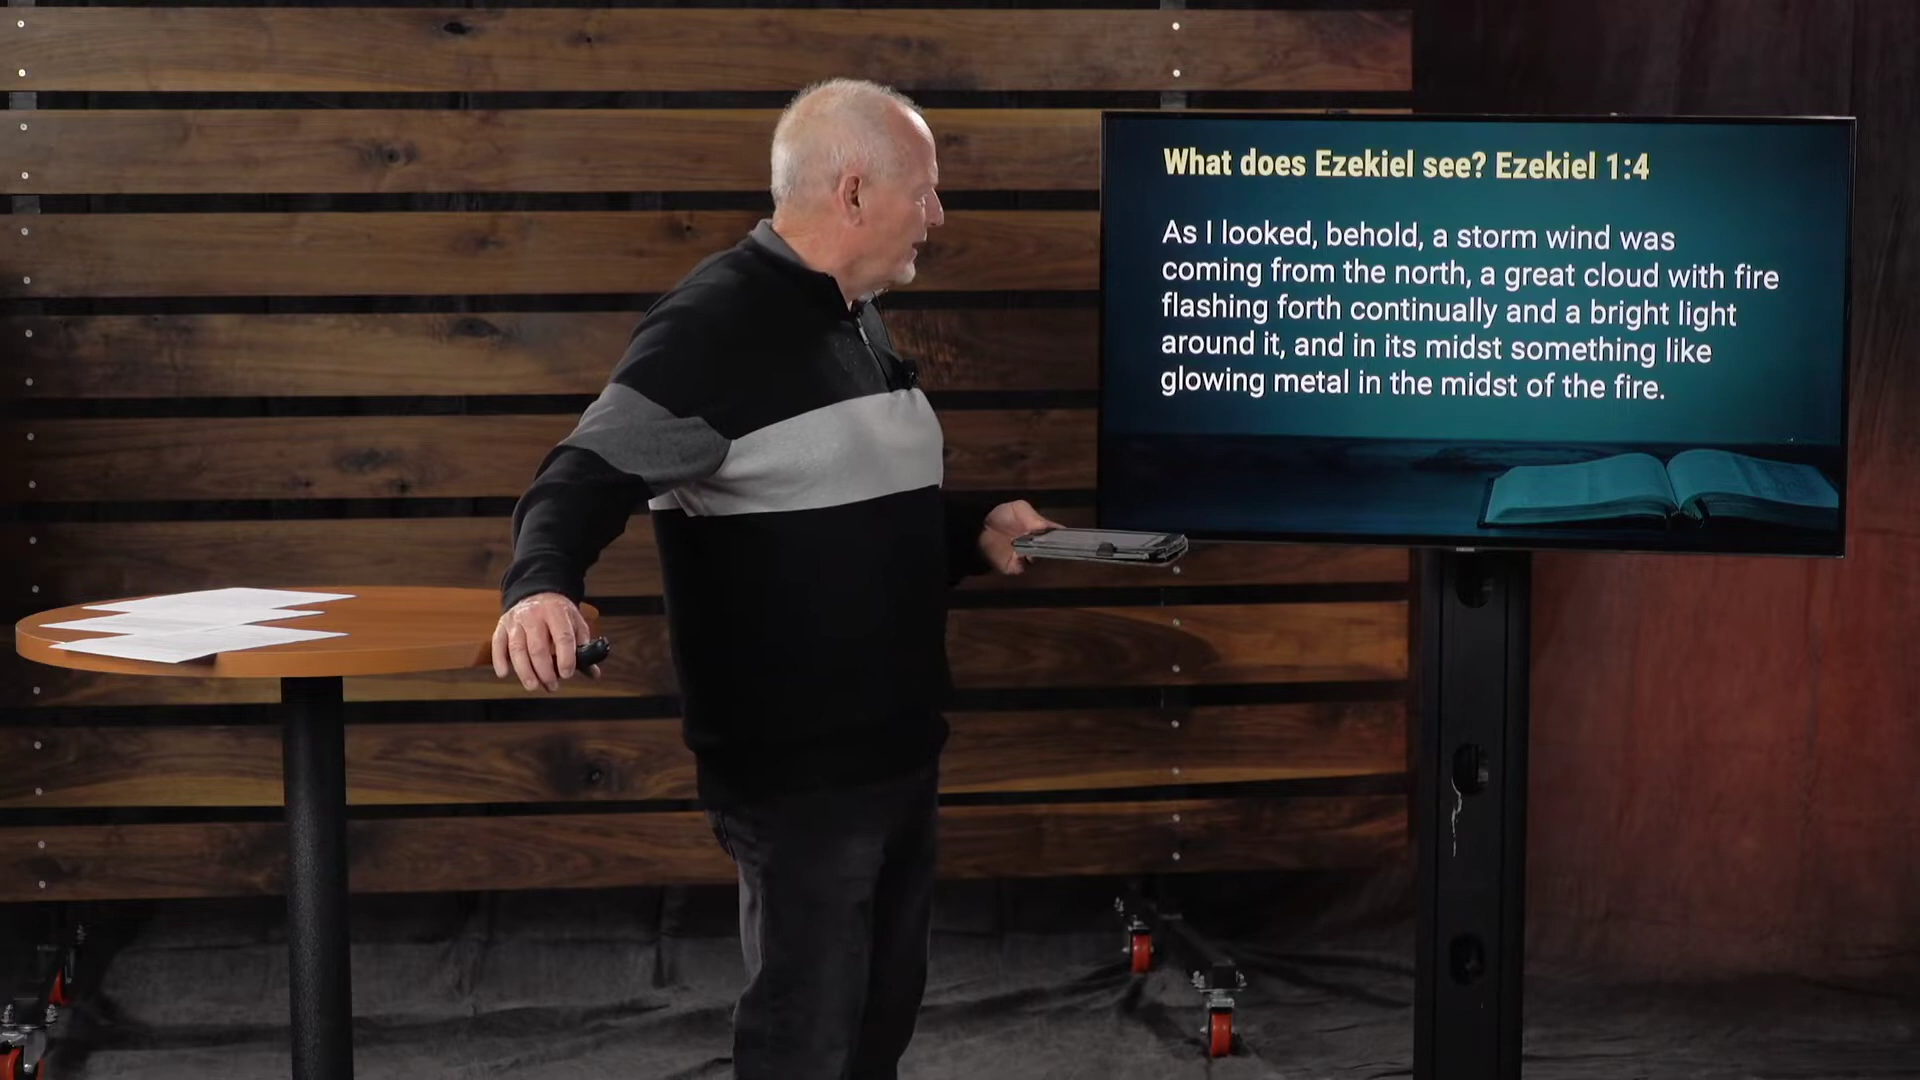 What does Ezekiel see? Ezekiel 1:4
As I looked, behold, a storm wind was
coming from the north, a great cloud with fire
flashing forth continually and a bright light
around it, and in its midst something like
glowing metal in the midst of the fire.